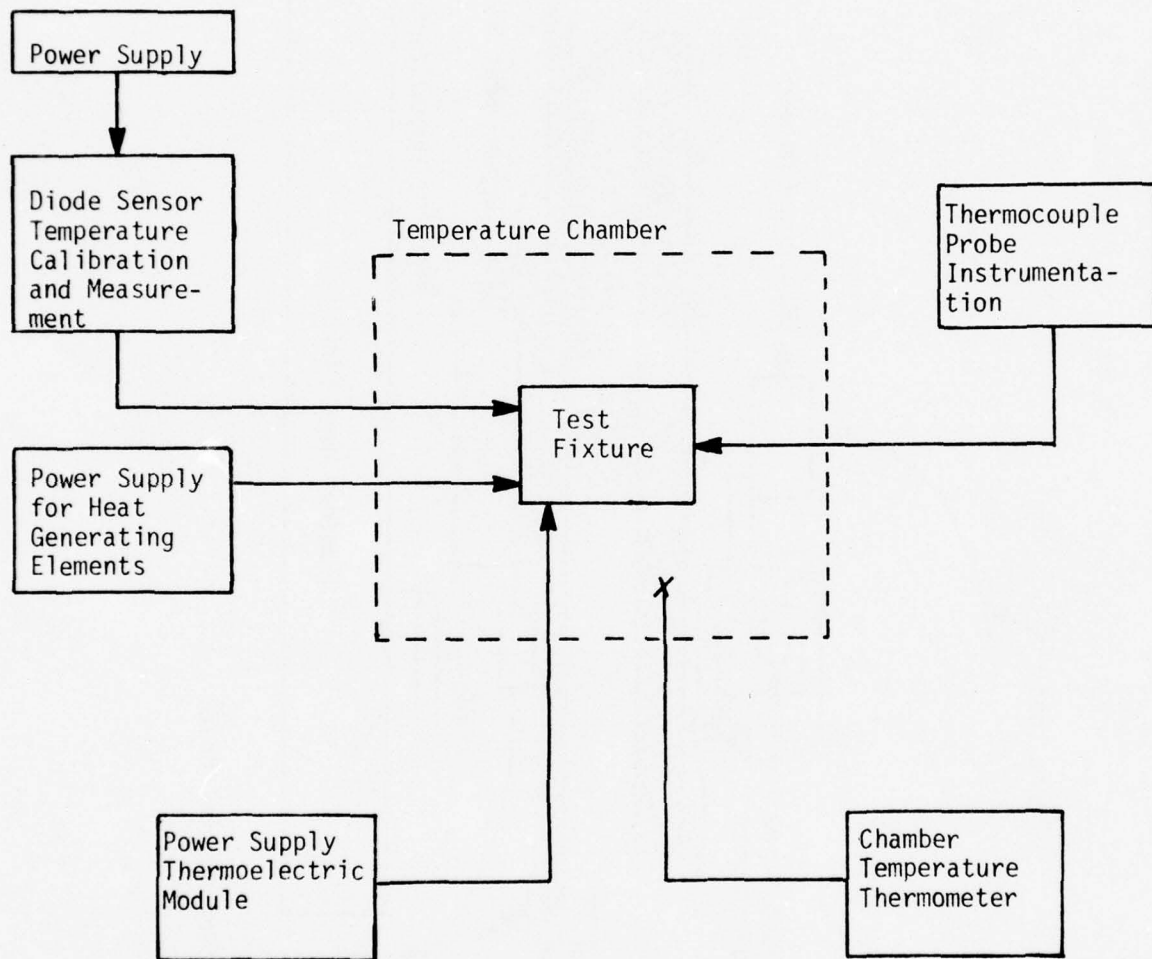 Power Supply
Diode Sensor
Temperature
Calibration
and Measure-
ment
Temperature Chamber
Thermocouple
Probe
Instrumenta-
tion
Test
Fixture
Power Supply
for Heat
Generating
Elements
Power Supply
Thermoelectric
Module
Chamber
Temperature
Thermometer
X